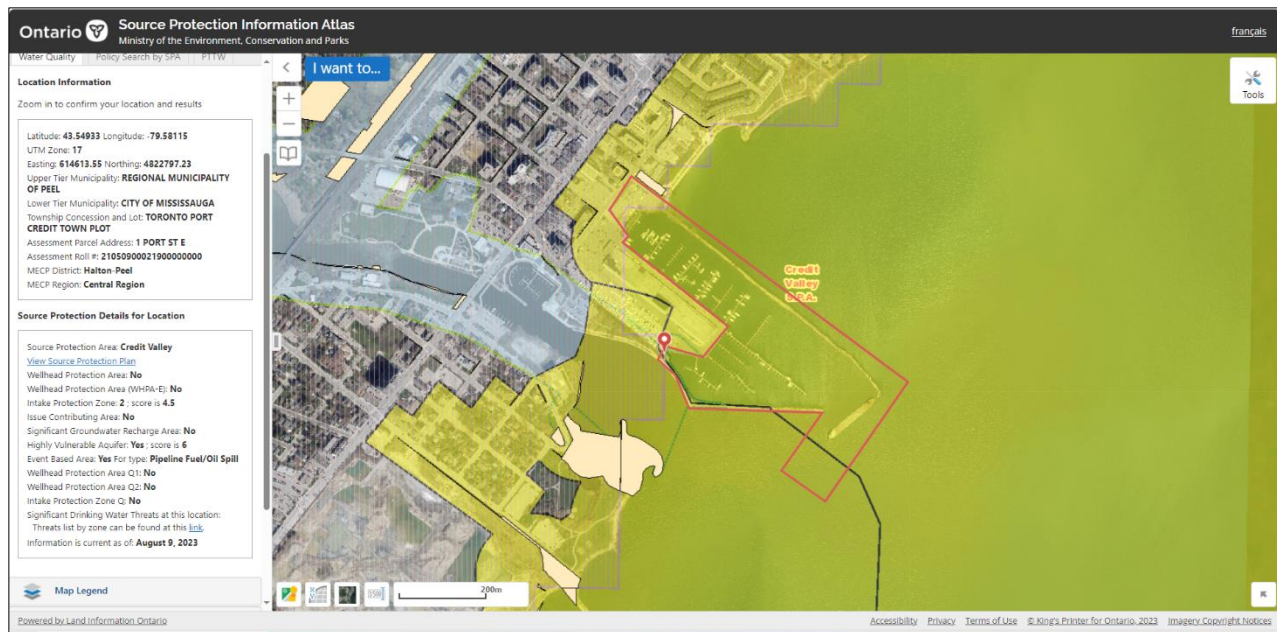 Ontario
Source Protection Information Atlas
Ministry of the Environment, Conservation and Parks
français
Water Quality
Policy Search by SPA
PTTW
Location Information
Zoom in to confirm your location and results
Latitude: 43.54933 Longitude: -79.58115
UTM Zone: 17
Easting: 614613.55 Northing: 4822797.23
Upper Tier Municipality: REGIONAL MUNICIPALITY
OF PEEL
Lower Tier Municipality: CITY OF MISSISSAUGA
Township Concession and Lot: TORONTO PORT
CREDIT TOWN PLOT
Assessment Parcel Address: 1 PORT ST E
Assessment Roll #: 21050900021900000000
MECP District: Halton-Peel
MECP Region: Central Region
Source Protection Details for Location
Source Protection Area: Credit Valley
View Source Protection Plan
Wellhead Protection Area: No
Wellhead Protection Area (WHPA-E): No
Intake Protection Zone: 2 ; score is 4.5
Issue Contributing Area: No
Significant Groundwater Recharge Area: No
Highly Vulnerable Aquifer: Yes ; score is 6
Event Based Area: Yes For type: Pipeline Fuel/Oil Spill
Wellhead Protection Area Q1: No
Wellhead Protection Area Q2: No
Intake Protection Zone Q: No
Significant Drinking Water Threats at this location:
Threats list by zone can be found at this link.
Information is current as of: August 9, 2023
Map Legend
I want to...
Tools
Credit
Valley
S.P.A.
200m
Powered by Land Information Ontario
Accessibility
Privacy
Terms of Use
© King's Printer for Ontario, 2023
Imagery Copyright Notices